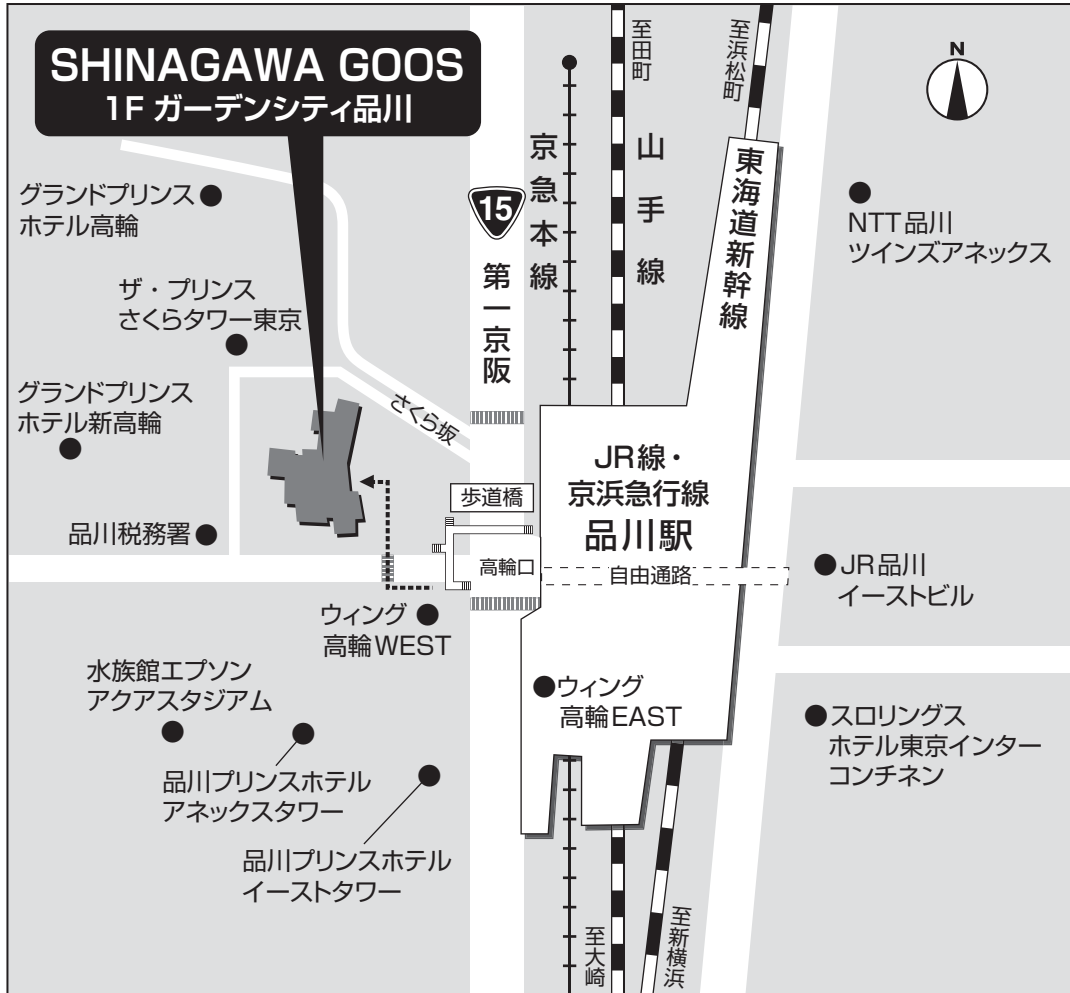 SHINAGAWA GOOS
1F ガーデンシティ品川
至田町
至浜松町
N
京急本線
山手線
東海道新幹線
15
第一京阪
グランドプリンス
ホテル高輪
NTT品川
ツインズアネックス
ザ・プリンス
さくらタワー東京
グランドプリンス
ホテル新高輪
さくら坂
JR線・
京浜急行線
品川駅
歩道橋
品川税務署
高輪口
自由通路
JR品川
イーストビル
ウィング
高輪WEST
水族館エプソン
アクアスタジアム
ウィング
高輪EAST
スロリングス
ホテル東京インター
コンチネン
品川プリンスホテル
アネックスタワー
品川プリンスホテル
イーストタワー
至大崎
至新横浜